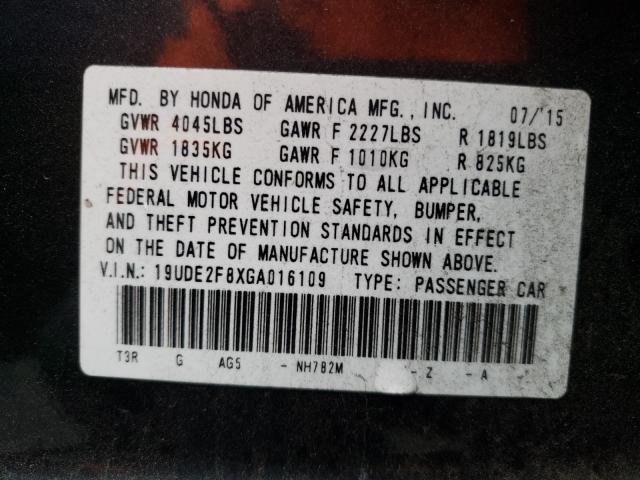 MFD. BY HONDA OF AMERICA MFG., INC. 07/'15
GVWR 4045LBS GAWR F 2227LBS R 1819LBS
GVWR 1835KG GAWR F 1010KG R 825KG
THIS VEHICLE CONFORMS TO ALL APPLICABLE
FEDERAL MOTOR VEHICLE SAFETY, BUMPER,
AND THEFT PREVENTION STANDARDS IN EFFECT
ON THE DATE OF MANUFACTURE SHOWN ABOVE.
V.I.N.: 19UDE2F8XGA016109 TYPE: PASSENGER CAR
T3R G AG5 - NH782M - Z - A -